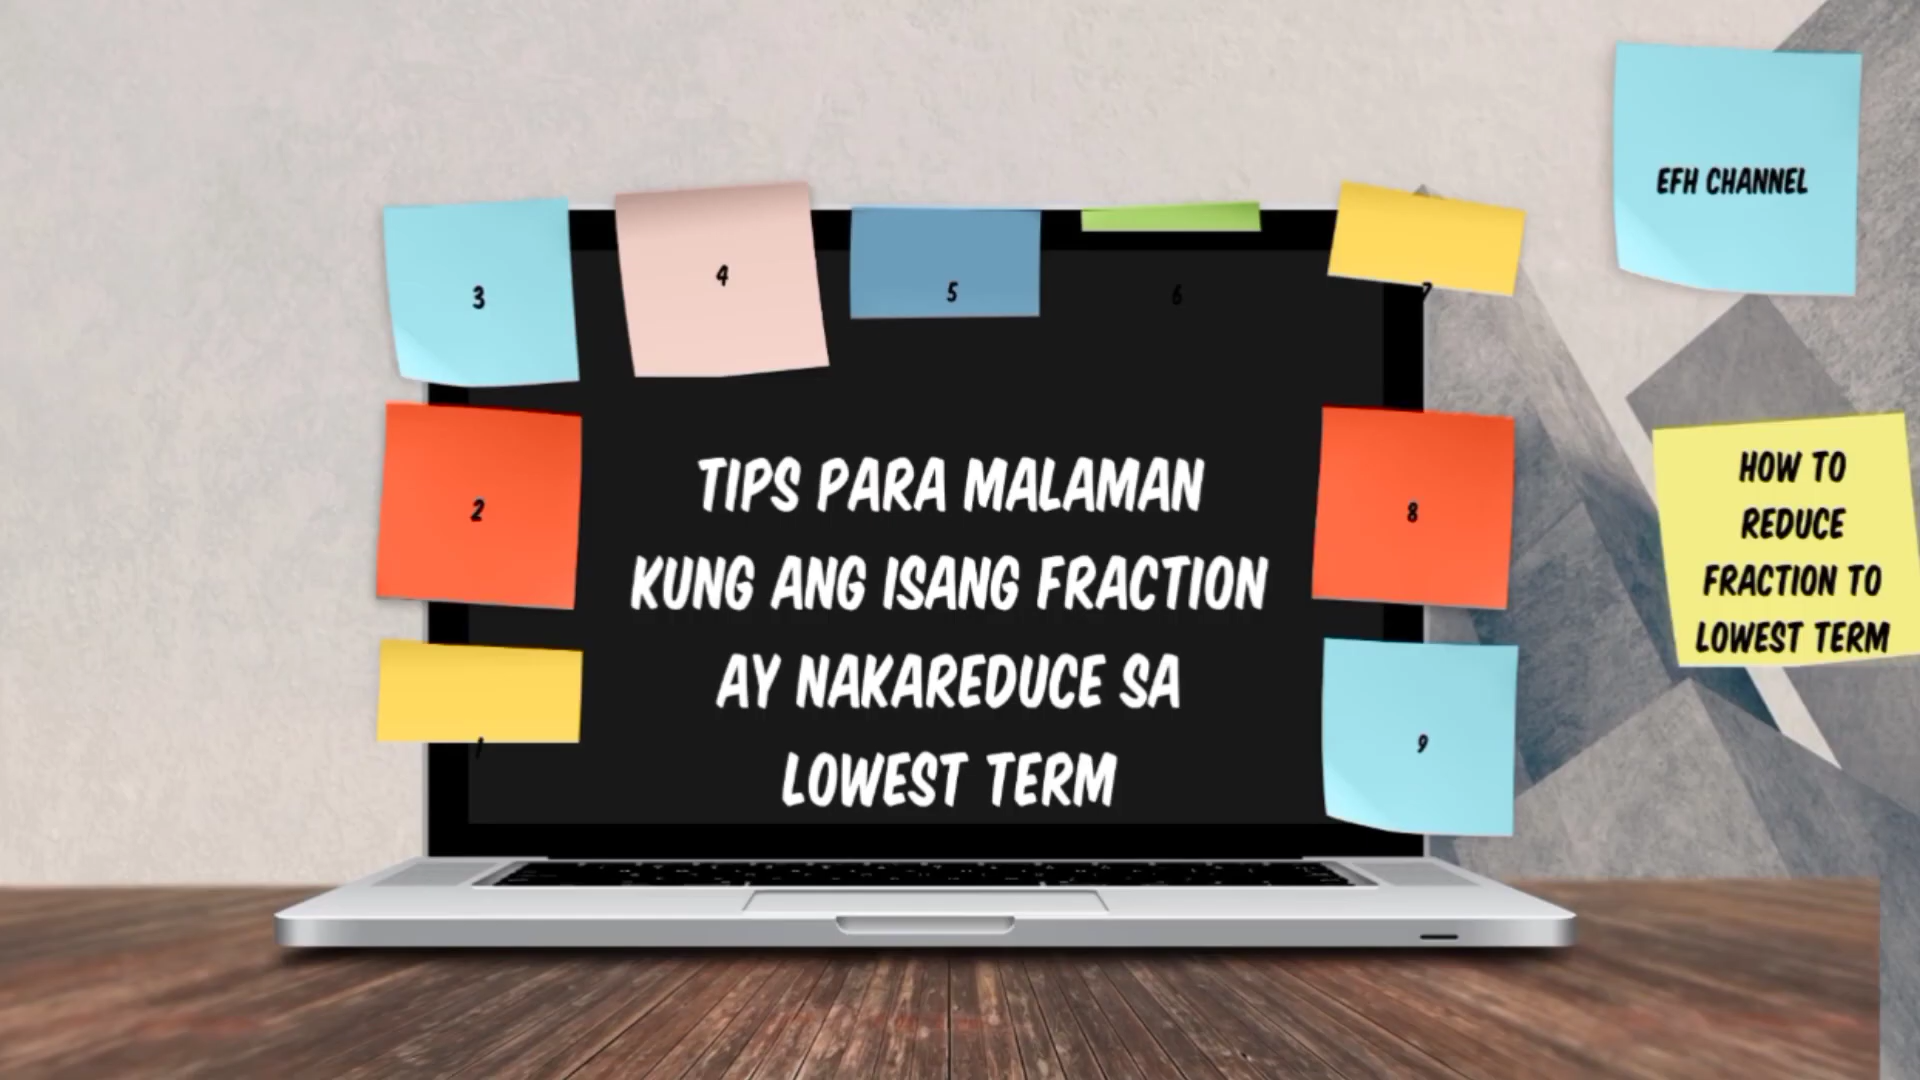 EFH CHANNEL
3
4
5
6
7
2
8
1
9
TIPS PARA MALAMAN
KUNG ANG ISANG FRACTION
AY NAKAREDUCE SA
LOWEST TERM
HOW TO
REDUCE
FRACTION TO
LOWEST TERM